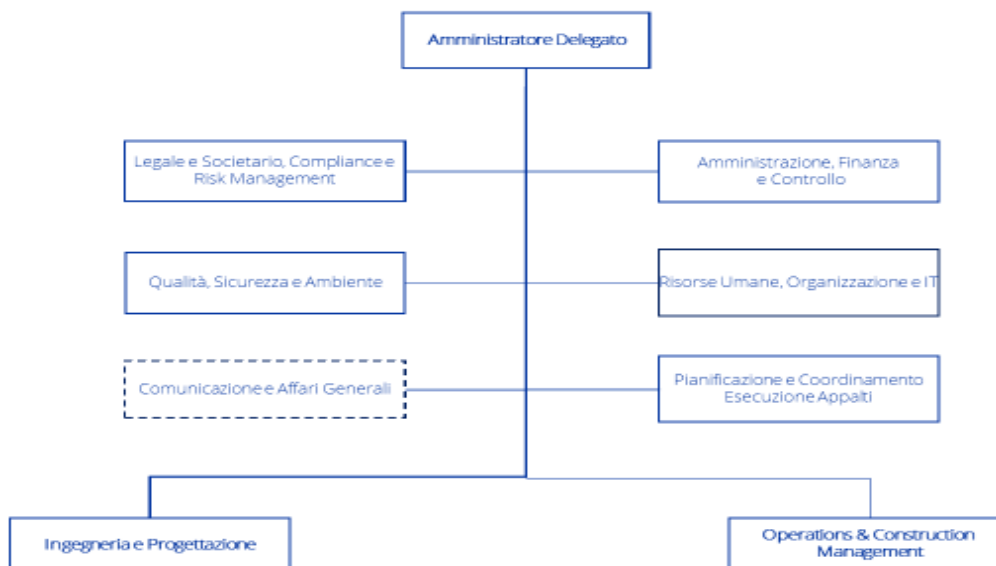 Amministratore Delegato
Legale e Societario, Compliance e
Risk Management
Amministrazione, Finanza
e Controllo
Qualità, Sicurezza e Ambiente
Risorse Umane, Organizzazione e IT
Comunicazione e Affari Generali
Pianificazione e Coordinamento
Esecuzione Appalti
Ingegneria e Progettazione
Operations & Construction
Management